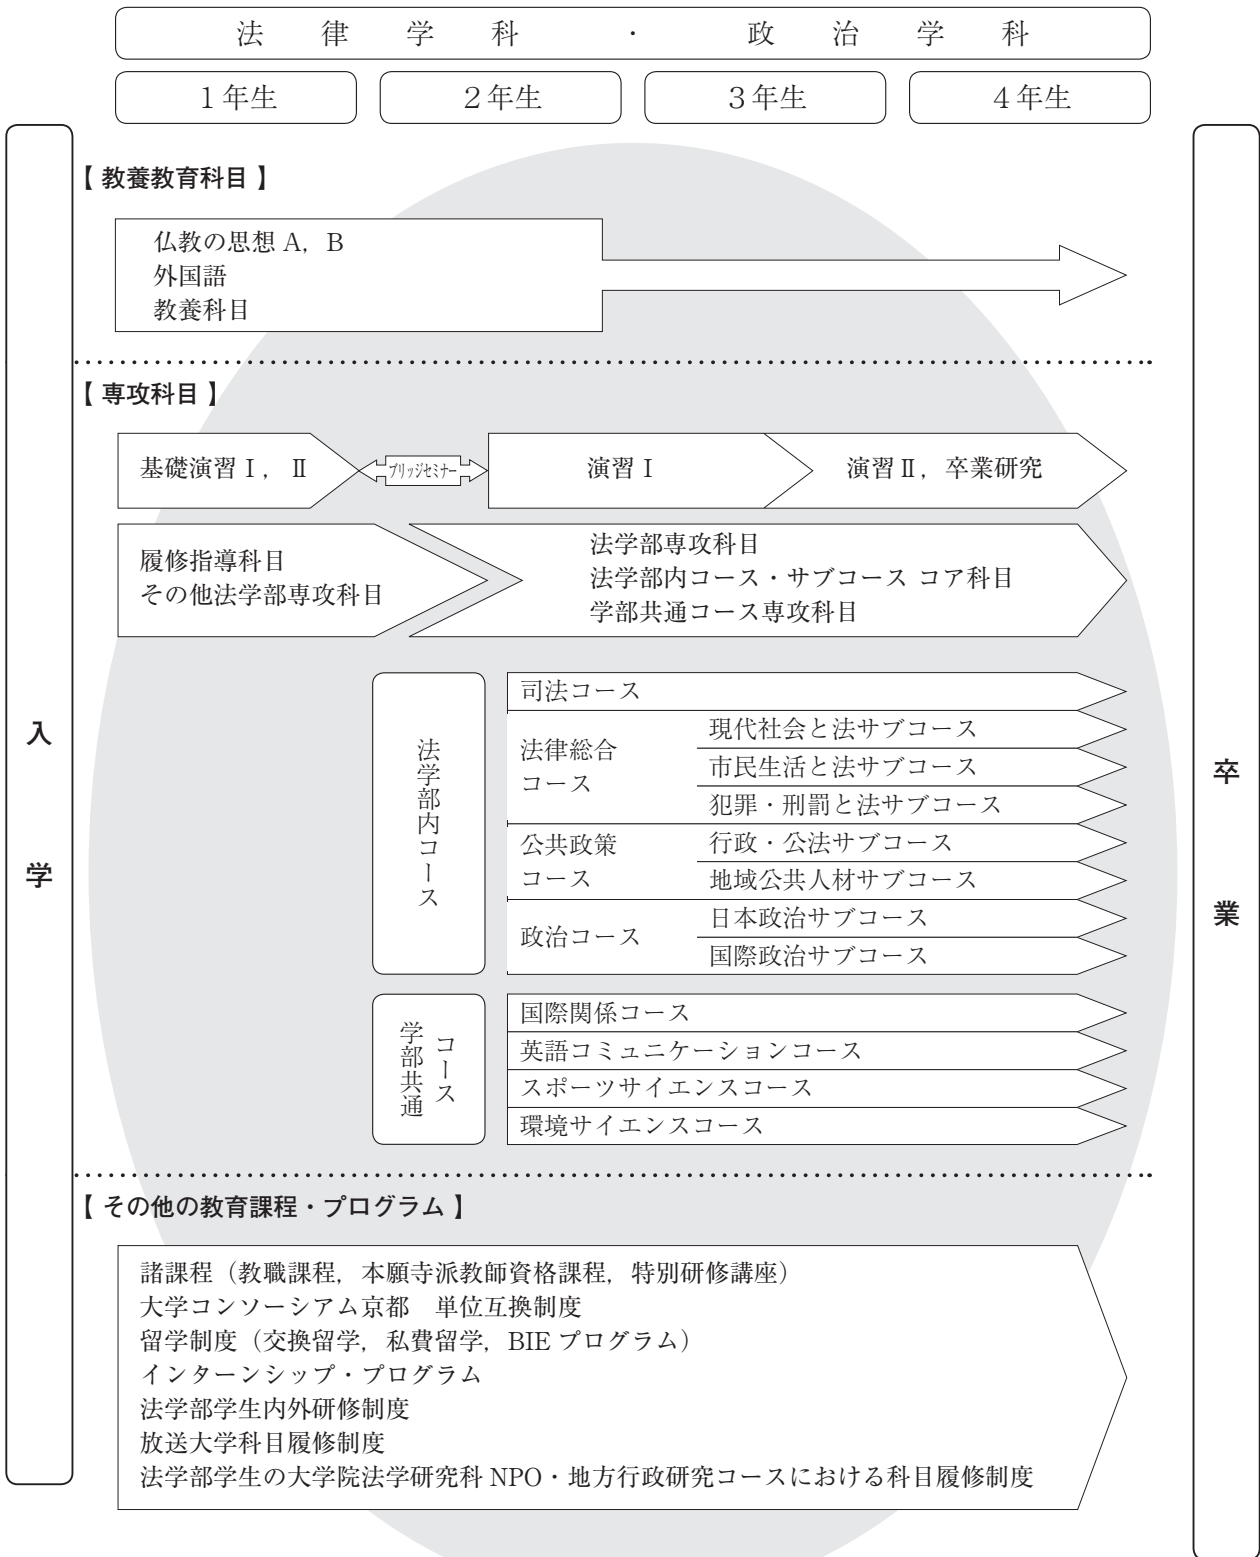 法律学科・政治学科
1年生 2年生 3年生 4年生
【教養教育科目】
仏教の思想 A, B
外国語
教養科目
【専攻科目】
基礎演習Ⅰ, Ⅱ
ブリッジセミナー
演習Ⅰ
演習Ⅱ, 卒業研究
履修指導科目
その他法学部専攻科目
法学部専攻科目
法学部内コース・サブコース コア科目
学部共通コース専攻科目
法学部内コース
司法コース
法律総合
コース
現代社会と法サブコース
市民生活と法サブコース
犯罪・刑罰と法サブコース
公共政策
コース
行政・公法サブコース
地域公共人材サブコース
政治コース
日本政治サブコース
国際政治サブコース
学部共通
コース
国際関係コース
英語コミュニケーションコース
スポーツサイエンスコース
環境サイエンスコース
【その他の教育課程・プログラム】
諸課程（教職課程, 本願寺派教師資格課程, 特別研修講座）
大学コンソーシアム京都　単位互換制度
留学制度（交換留学, 私費留学, BIE プログラム）
インターンシップ・プログラム
法学部学生内外研修制度
放送大学科目履修制度
法学部学生の大学院法学研究科 NPO・地方行政研究コースにおける科目履修制度
入学
卒業